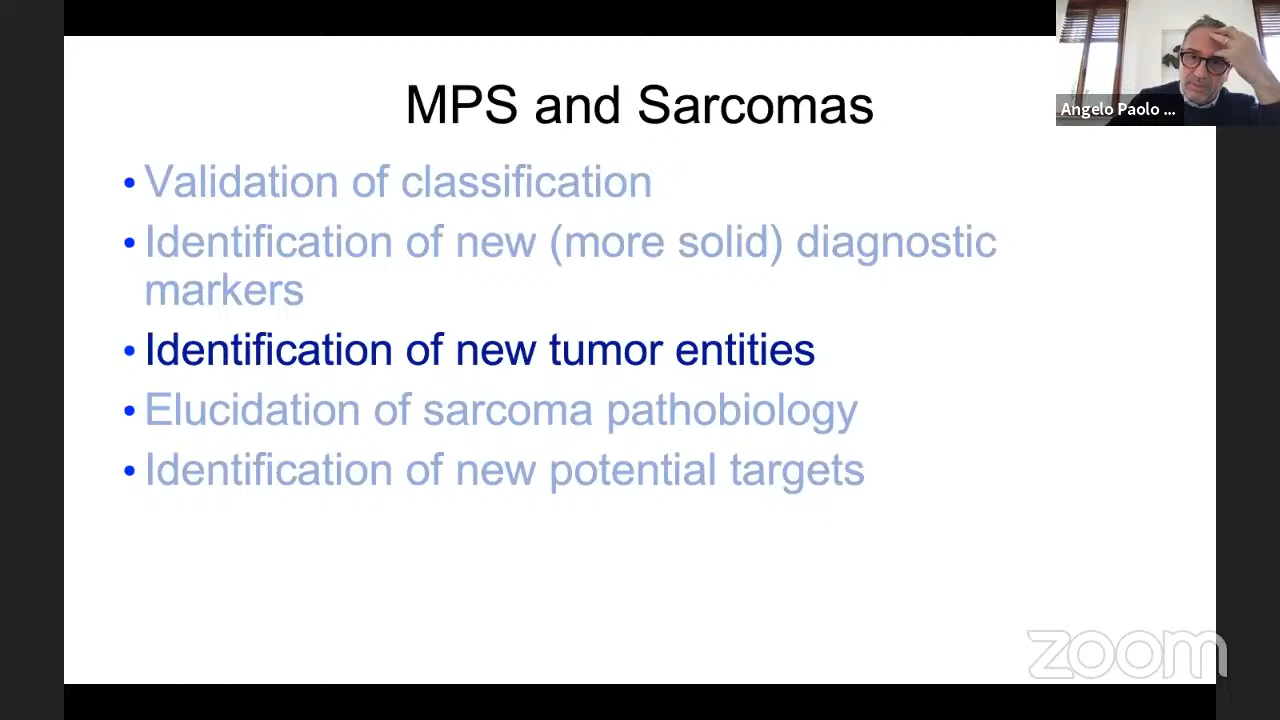 MPS and Sarcomas
Angelo Paolo ...
• Validation of classification
• Identification of new (more solid) diagnostic
markers
• Identification of new tumor entities
• Elucidation of sarcoma pathobiology
• Identification of new potential targets
zoom